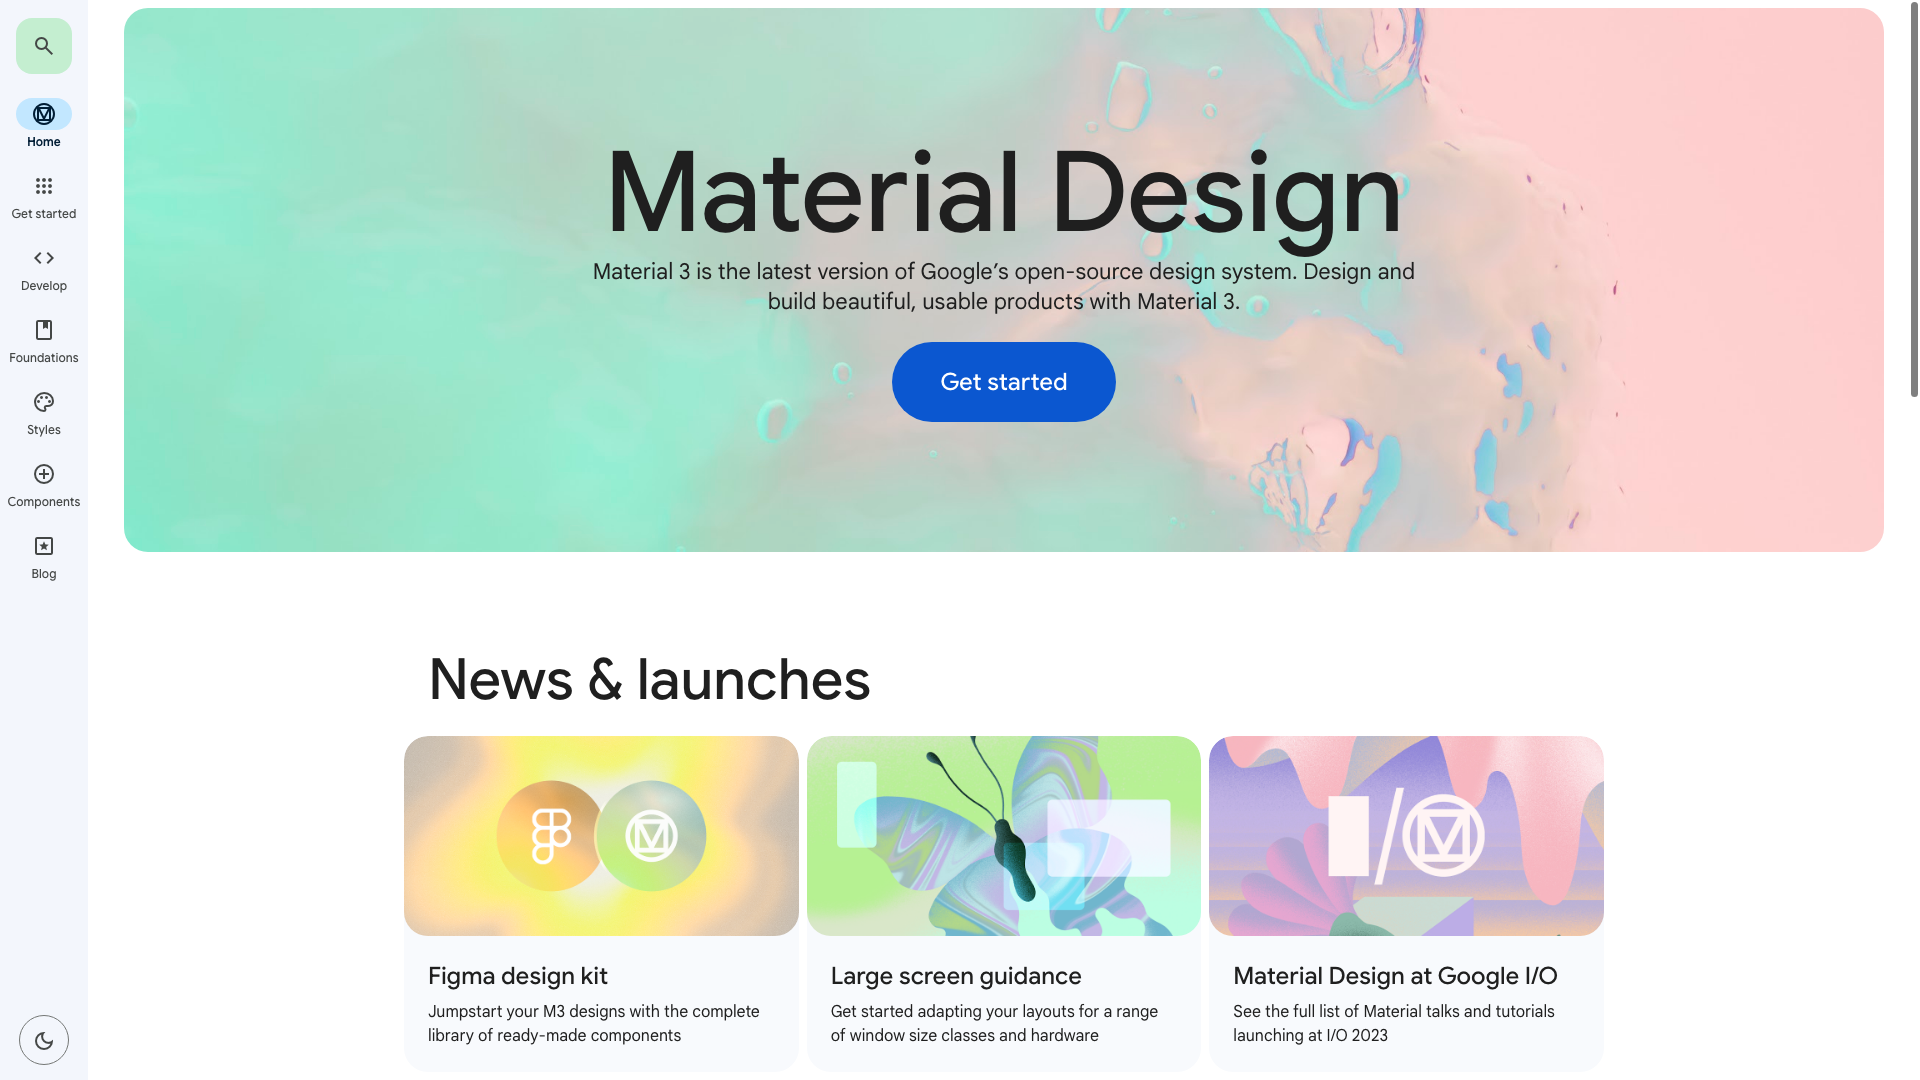 Home
Get started
Develop
Foundations
Styles
Components
Blog
Material Design
Material 3 is the latest version of Google’s open-source design system. Design and
build beautiful, usable products with Material 3.
Get started
News & launches
Figma design kit
Jumpstart your M3 designs with the complete
library of ready-made components
Large screen guidance
Get started adapting your layouts for a range
of window size classes and hardware
Material Design at Google I/O
See the full list of Material talks and tutorials
launching at I/O 2023